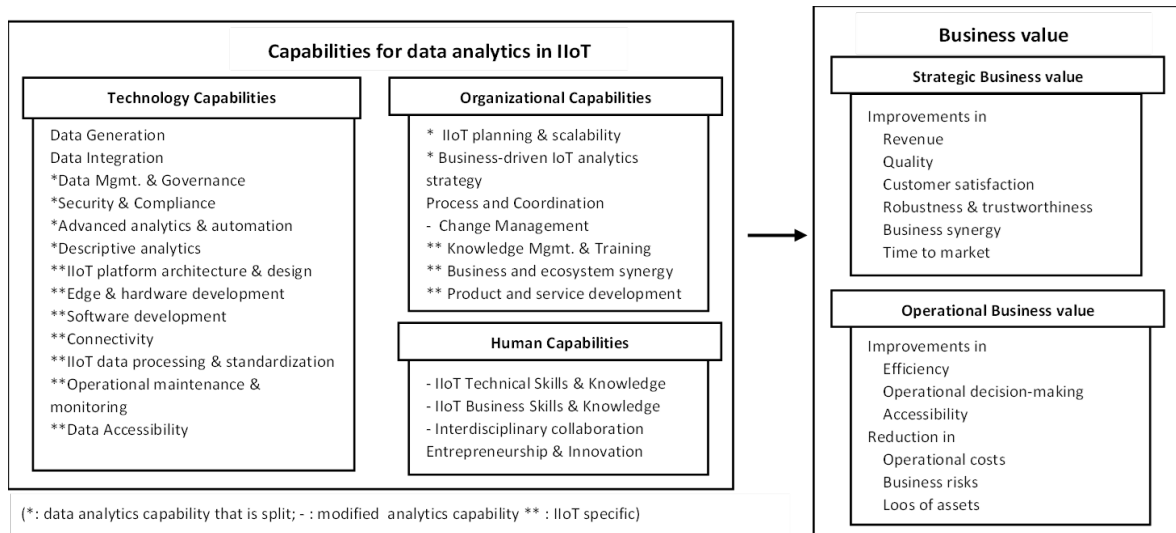 Capabilities for data analytics in IIoT
Technology Capabilities
Data Generation
Data Integration
*Data Mgmt. & Governance
*Security & Compliance
*Advanced analytics & automation
*Descriptive analytics
**IIoT platform architecture & design
**Edge & hardware development
**Software development
**Connectivity
**IIoT data processing & standardization
**Operational maintenance &
monitoring
**Data Accessibility
Organizational Capabilities
* IIoT planning & scalability
* Business-driven IoT analytics
strategy
Process and Coordination
- Change Management
** Knowledge Mgmt. & Training
** Business and ecosystem synergy
** Product and service development
Human Capabilities
- IIoT Technical Skills & Knowledge
- IIoT Business Skills & Knowledge
- Interdisciplinary collaboration
Entrepreneurship & Innovation
(*: data analytics capability that is split; - : modified analytics capability ** : IIoT specific)
Business value
Strategic Business value
Improvements in
Revenue
Quality
Customer satisfaction
Robustness & trustworthiness
Business synergy
Time to market
Operational Business value
Improvements in
Efficiency
Operational decision-making
Accessibility
Reduction in
Operational costs
Business risks
Loos of assets